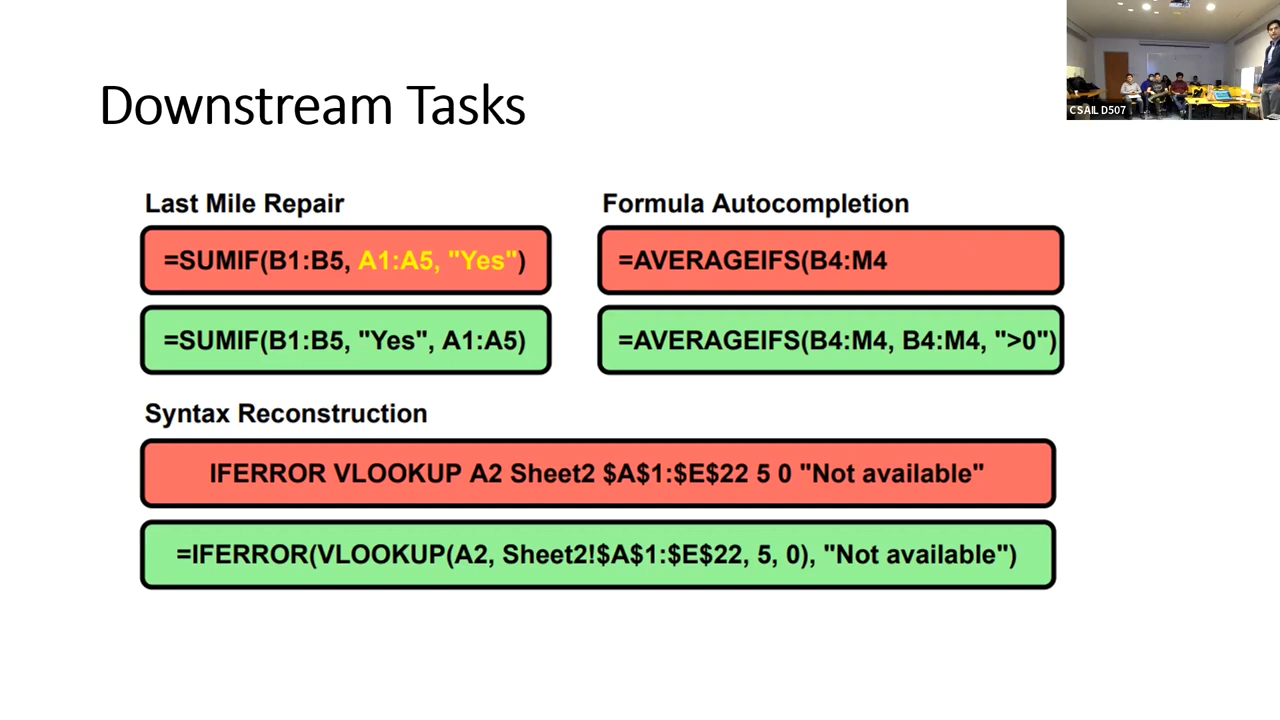 Downstream Tasks
CSAIL D507
Last Mile Repair
=SUMIF(B1:B5, A1:A5, "Yes")
=SUMIF(B1:B5, "Yes", A1:A5)
Formula Autocompletion
=AVERAGEIFS(B4:M4
=AVERAGEIFS(B4:M4, B4:M4, ">0")
Syntax Reconstruction
IFERROR VLOOKUP A2 Sheet2 $A$1:$E$22 5 0 "Not available"
=IFERROR(VLOOKUP(A2, Sheet2!$A$1:$E$22, 5, 0), "Not available")